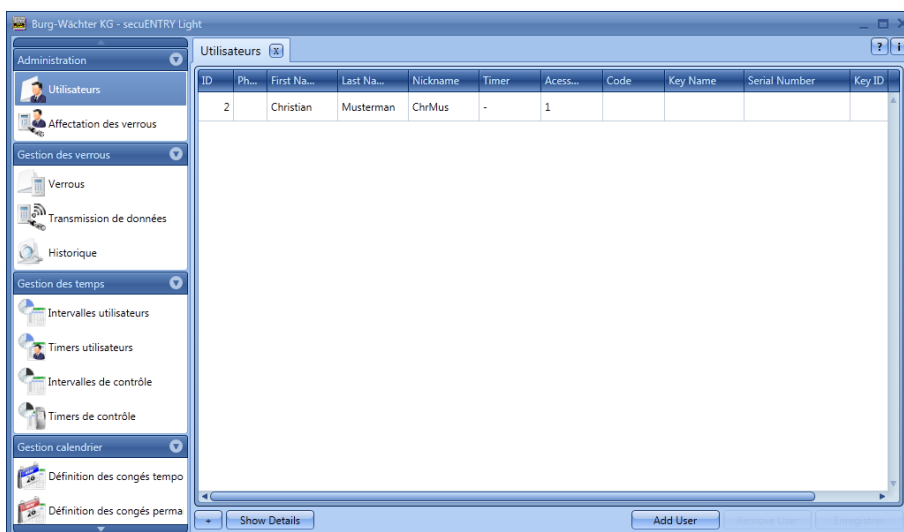 Burg-Wächter KG - secuENTRY Light
Administration
Utilisateurs
Affectation des verrous
Gestion des verrous
Verrous
Transmission de données
Historique
Gestion des temps
Intervalles utilisateurs
Timers utilisateurs
Intervalles de contrôle
Timers de contrôle
Gestion calendrier
Définition des congés tempo
Définition des congés perma
Utilisateurs x
? i
ID Ph... First Na... Last Na... Nickname Timer Acess... Code Key Name Serial Number Key ID
2 Christian Musterman ChrMus - 1
+ Show Details Add User Remove User Enregistrer